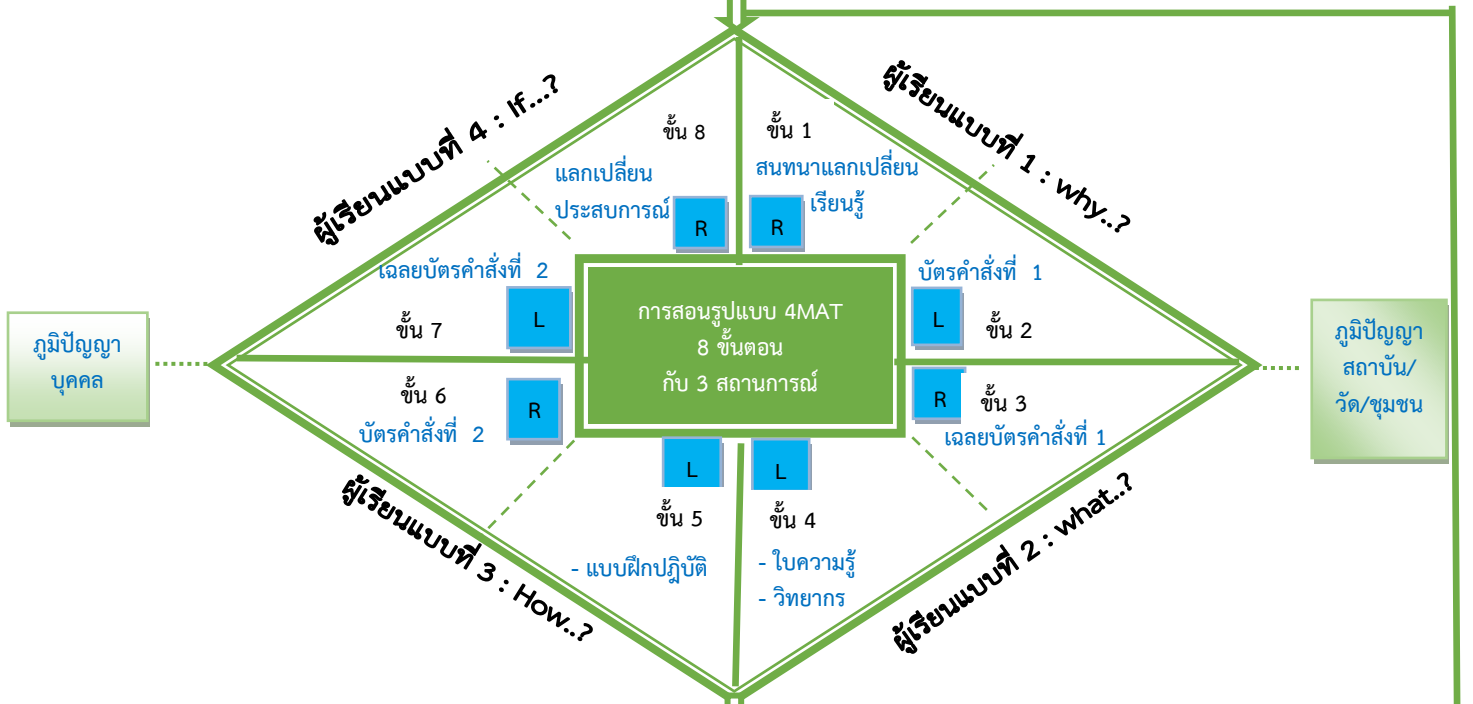 ผู้เรียนแบบที่ 4 : If...?
ผู้เรียนแบบที่ 1 : why..?
ขั้น 8
แลกเปลี่ยน
ประสบการณ์
R
ขั้น 1
สนทนาแลกเปลี่ยน
เรียนรู้
R
เฉลยบัตรคำสั่งที่ 2
L
ขั้น 7
บัตรคำสั่งที่ 1
L
ขั้น 2
การสอนรูปแบบ 4MAT
8 ขั้นตอน
กับ 3 สถานการณ์
ภูมิปัญญา
บุคคล
ภูมิปัญญา
สถาบัน/
วัด/ชุมชน
ขั้น 6
บัตรคำสั่งที่ 2
R
R
ขั้น 3
เฉลยบัตรคำสั่งที่ 1
L
ขั้น 5
- แบบฝึกปฎิบัติ
L
ขั้น 4
- ใบความรู้
- วิทยากร
ผู้เรียนแบบที่ 3 : How..?
ผู้เรียนแบบที่ 2 : what..?